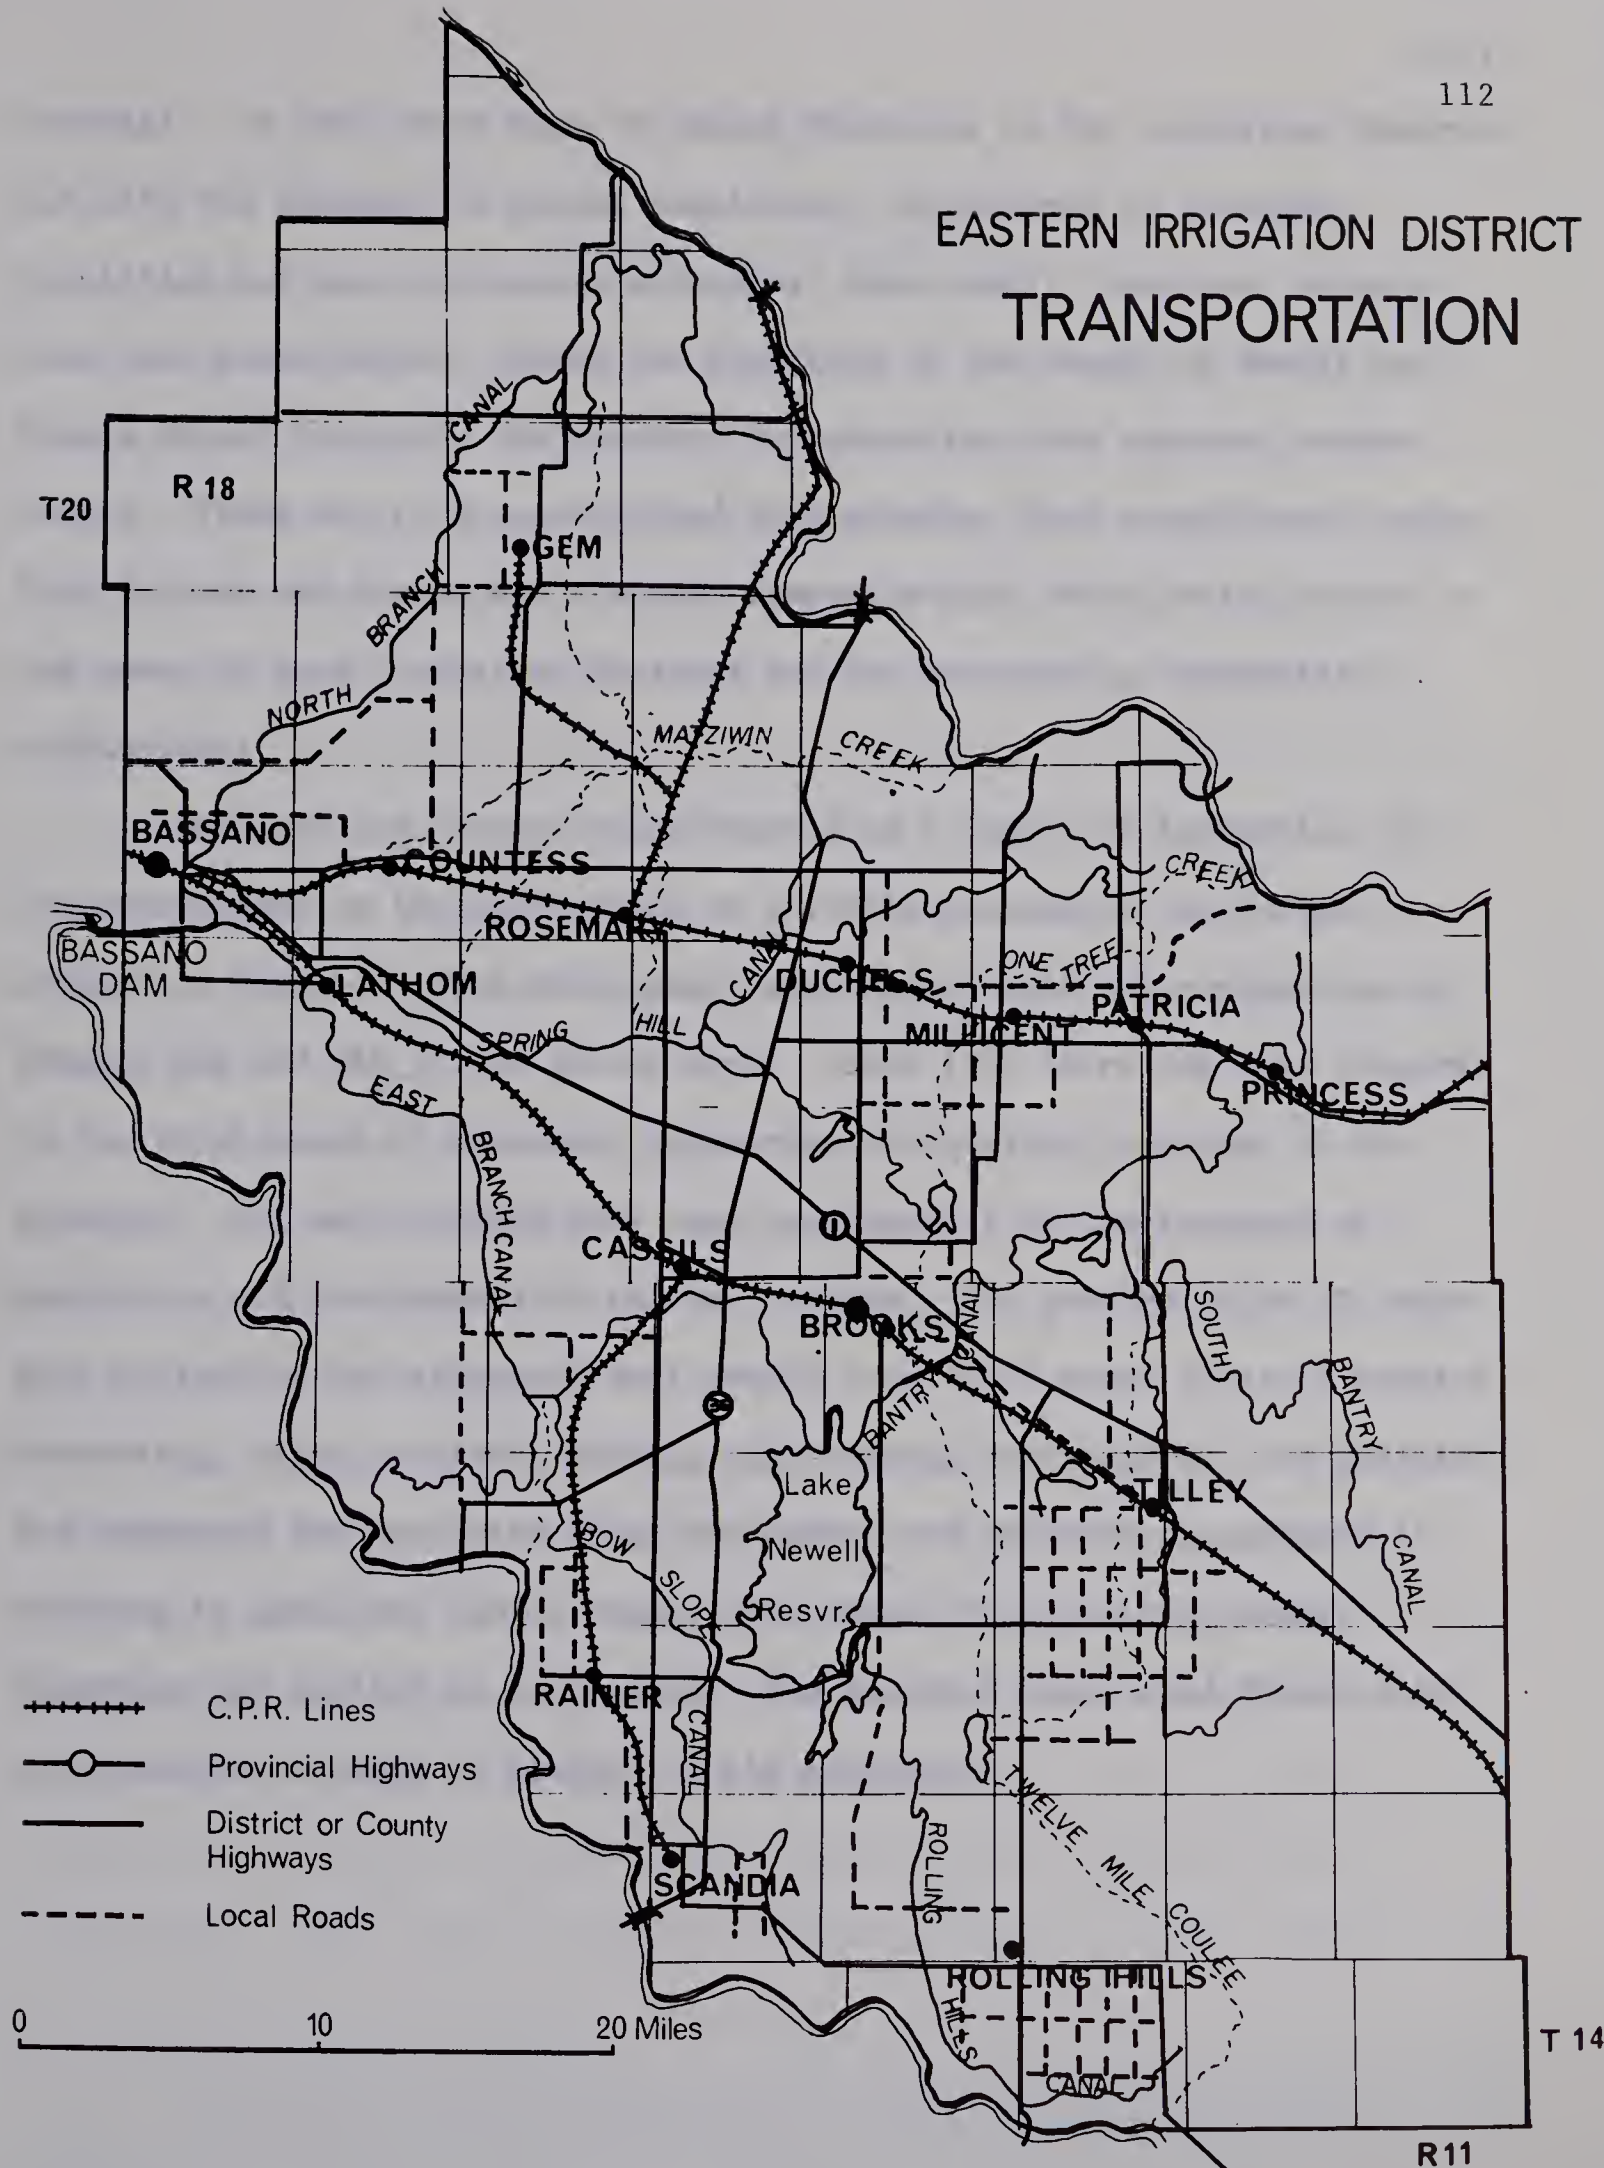 112
EASTERN IRRIGATION DISTRICT
TRANSPORTATION
T20
R 18
CANAL
GEM
BRANCH
NORTH
MATZIWIN CREEK
BASSANO
COUNTESS
CREEK
ROSEMARY
BASSANO
DAM
LATHOM
CANAL
DUCHESS
ONE TREE
PATRICIA
SPRING HILL
MILLICENT
EAST
PRINCESS
BRANCH CANAL
1
CASSILS
BROOKS
CANAL
SOUTH
BANTRY
BANTRY
Lake
TILLEY
Newell
BOW
SLOPE
Resvr.
CANAL
RAINIER
CANAL
C.P.R. Lines
Provincial Highways
District or County
Highways
Local Roads
TWELVE
MILE
COULEE
ROLLING
SCANDIA
ROLLING HILLS
HILLS
CANAL
0 10 20 Miles
T 14
R11